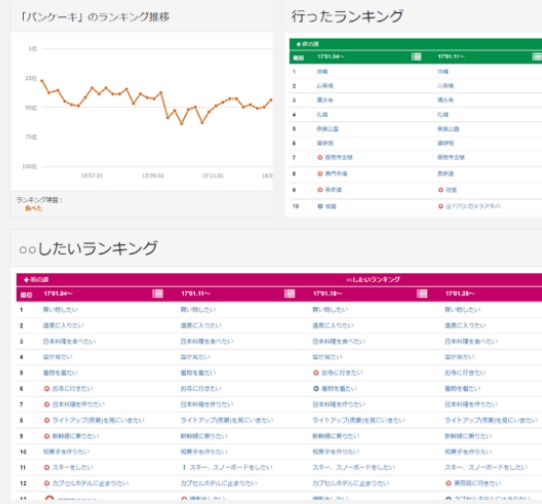 「パンケーキ」のランキング推移
1位
25位
50位
75位
100位
15'07.01
15'09.01
15'11.01
ランキング項目：
食べた
行ったランキング
前の週
順位 17'01.04〜 17'01.11〜
1 沖縄 沖縄
2 心斎橋 心斎橋
3 清水寺 清水寺
4 札幌 札幌
5 奈良公園 奈良公園
6 道頓堀 道頓堀
7
8 黒門市場 表参道
9 表参道
10 ヨドバシカメラアキバ
○○したいランキング
前の週 ○○したいランキング
順位 17'01.04〜 17'01.11〜 17'01.18〜 17'01.25〜
1 買い物したい 買い物したい 買い物したい 買い物したい
2 温泉に入りたい 温泉に入りたい 温泉に入りたい 温泉に入りたい
3 日本料理を食べたい 日本料理を食べたい 日本料理を食べたい 日本料理を食べたい
4 雪が見たい 雪が見たい 雪が見たい 雪が見たい
5 着物を着たい 着物を着たい お寺に行きたい 着物を着たい
6 お寺に行きたい お寺に行きたい 着物を着たい お寺に行きたい
7 日本料理を作りたい 日本料理を作りたい 日本料理を作りたい 日本料理を作りたい
8 ライトアップ(夜景)を見にいきたい ライトアップ(夜景)を見にいきたい ライトアップ(夜景)を見にいきたい ライトアップ(夜景)を見にいきたい
9 新幹線に乗りたい 新幹線に乗りたい 新幹線に乗りたい 新幹線に乗りたい
10 和菓子を作りたい 和菓子を作りたい 和菓子を作りたい 和菓子を作りたい
11 スキーをしたい スキー、スノーボードをしたい スキー、スノーボードをしたい スキー、スノーボードをしたい
12 カプセルホテルに止まりたい カプセルホテルに止まりたい カプセルホテルに止まりたい 美容院に行きたい